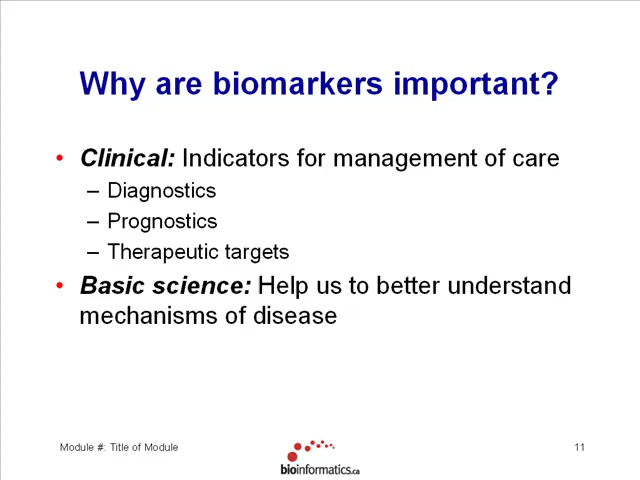 Why are biomarkers important?
• Clinical: Indicators for management of care
– Diagnostics
– Prognostics
– Therapeutic targets
• Basic science: Help us to better understand
mechanisms of disease
Module #: Title of Module
bioinformatics.ca
11